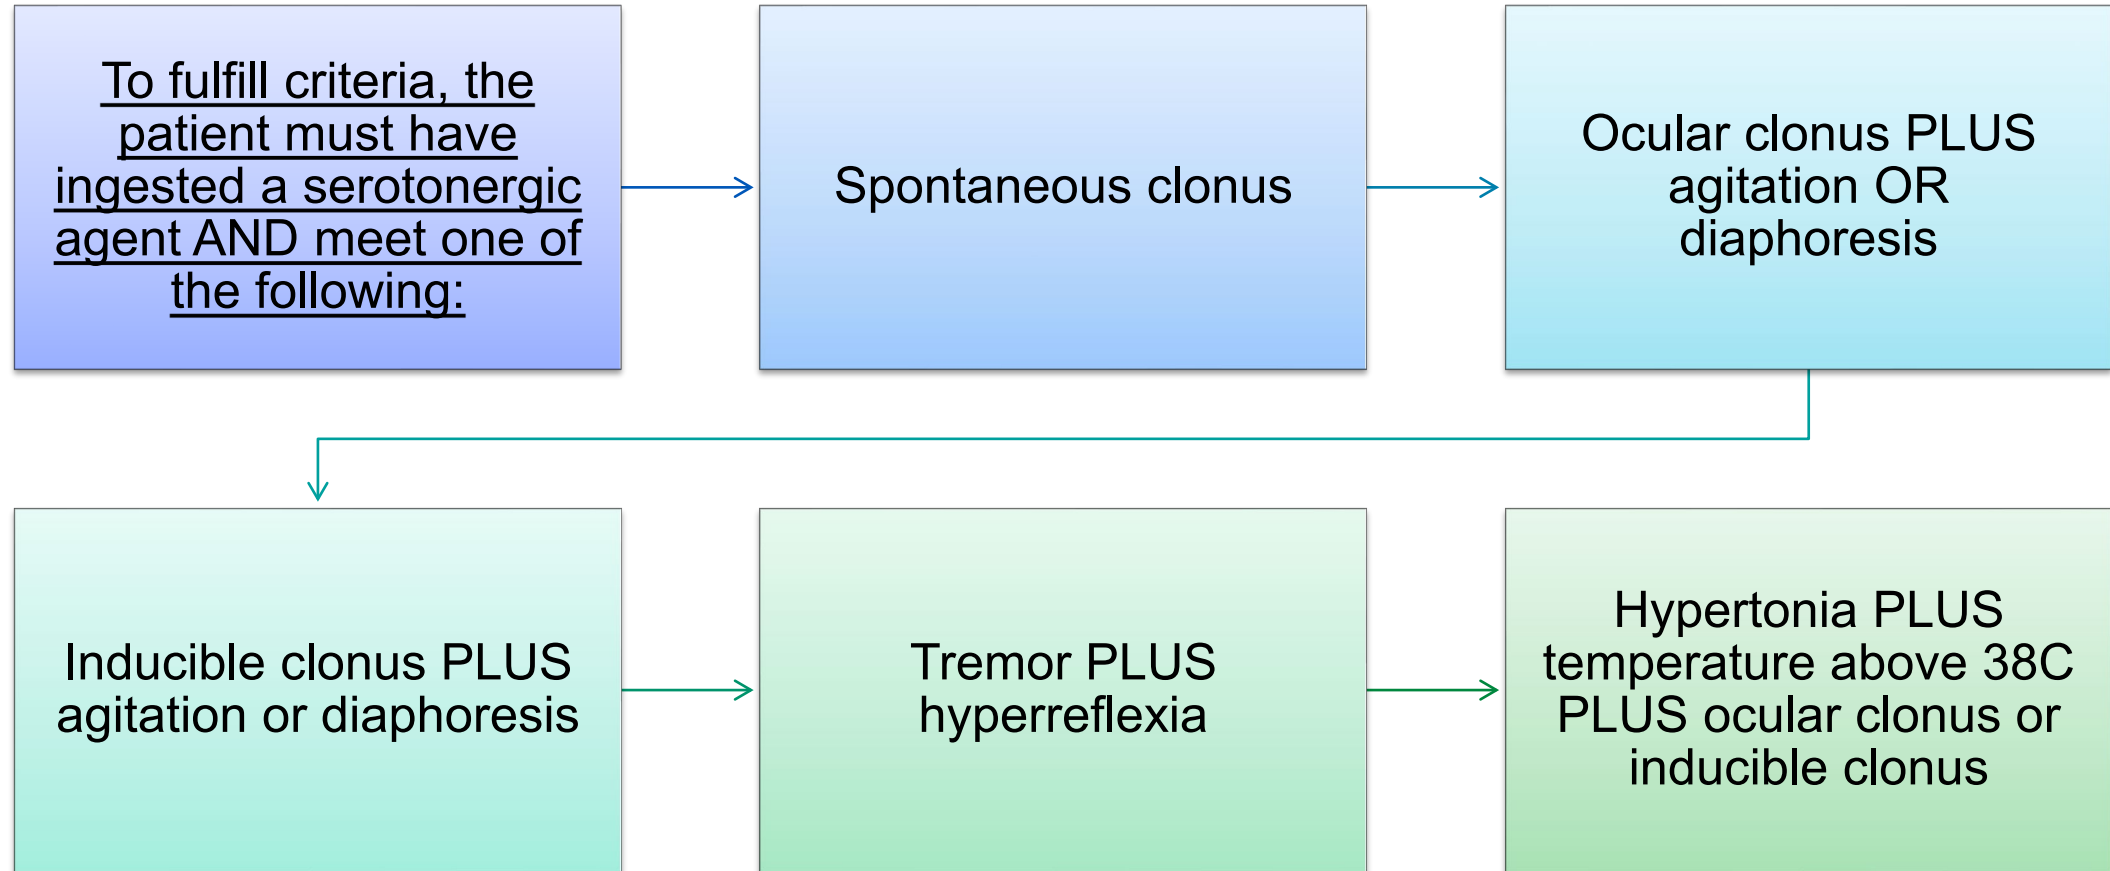 To fulfill criteria, the
patient must have
ingested a serotonergic
agent AND meet one of
the following:
Spontaneous clonus
Ocular clonus PLUS
agitation OR
diaphoresis
Inducible clonus PLUS
agitation or diaphoresis
Tremor PLUS
hyperreflexia
Hypertonia PLUS
temperature above 38C
PLUS ocular clonus or
inducible clonus